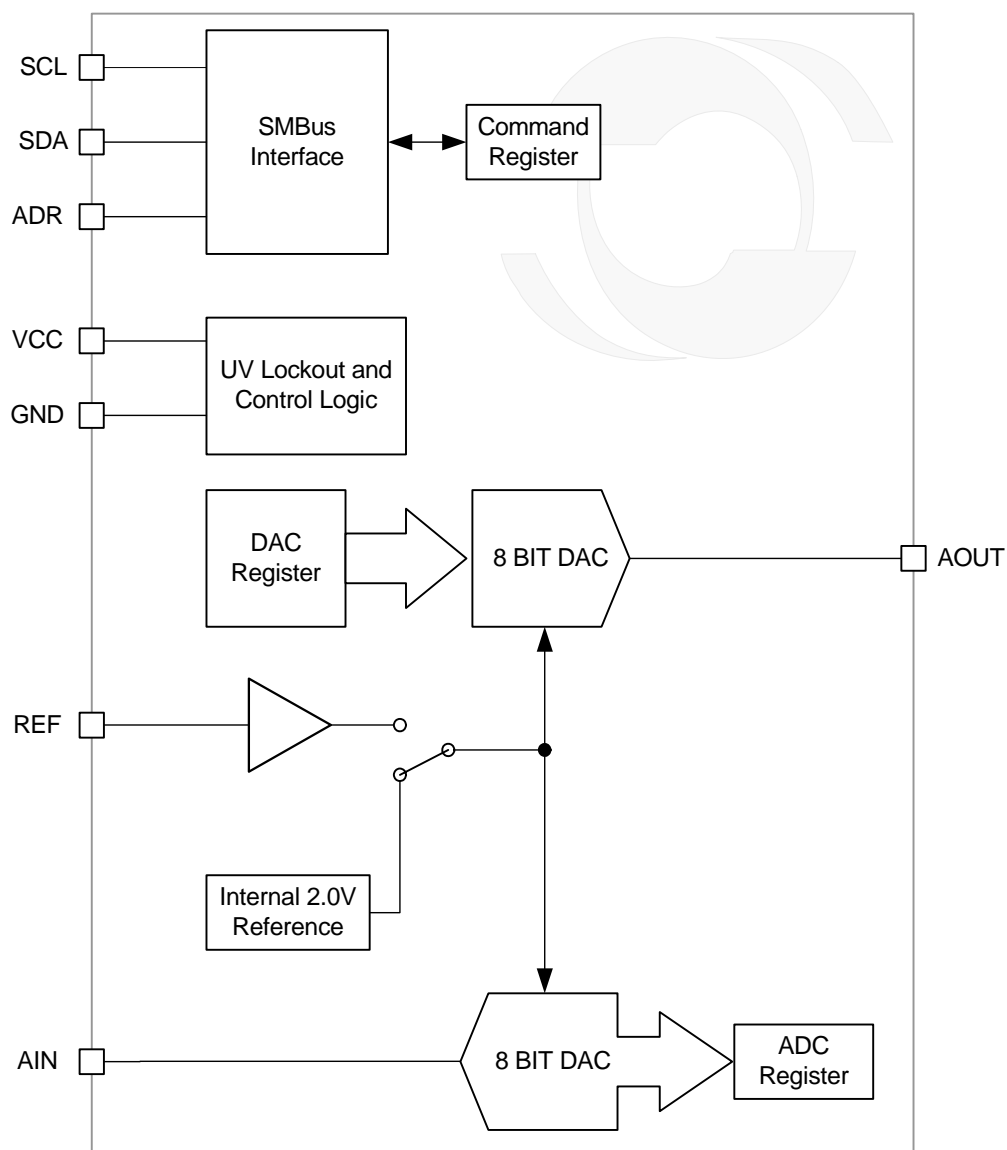 SCL
SDA
ADR
SMBus
Interface
Command
Register
VCC
GND
UV Lockout and
Control Logic
DAC
Register
8 BIT DAC
AOUT
REF
Internal 2.0V
Reference
AIN
8 BIT DAC
ADC
Register